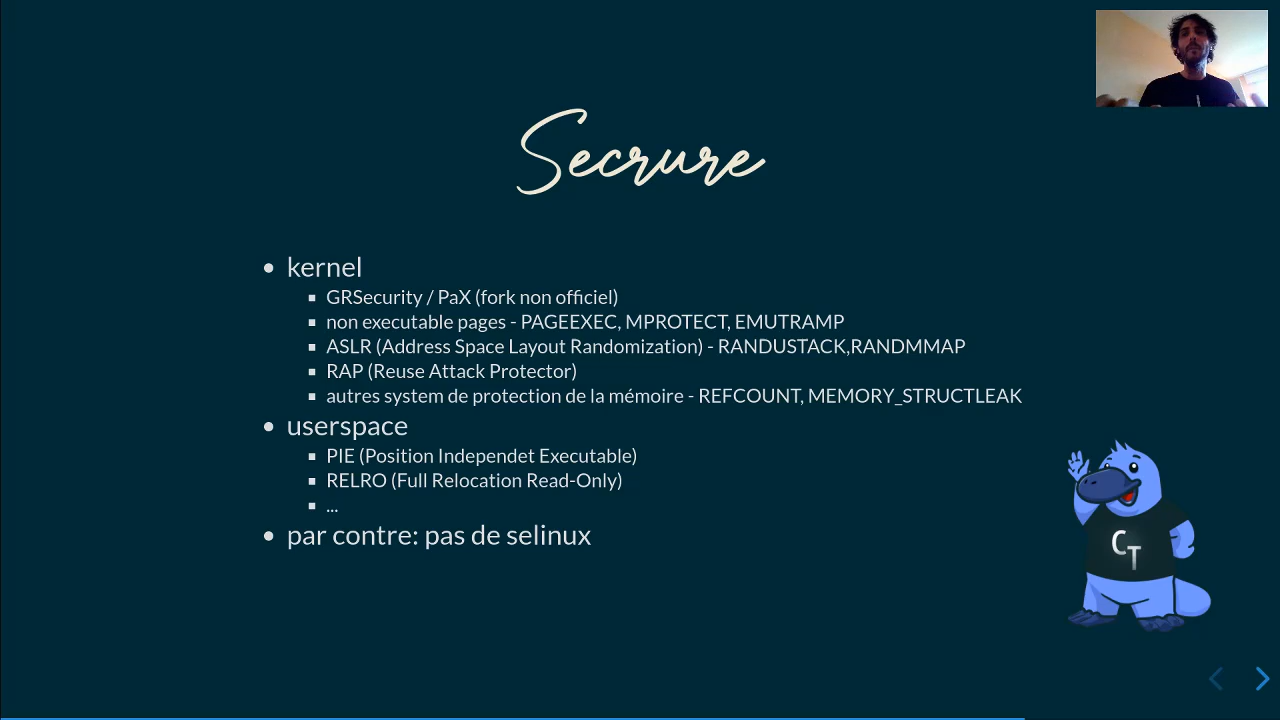 Secrure
kernel
GRSecurity / PaX (fork non officiel)
non executable pages - PAGEEXEC, MPROTECT, EMUTRAMP
ASLR (Address Space Layout Randomization) - RANDUSTACK,RANDMMAP
RAP (Reuse Attack Protector)
autres system de protection de la mémoire - REFCOUNT, MEMORY_STRUCTLEAK
userspace
PIE (Position Independet Executable)
RELRO (Full Relocation Read-Only)
...
par contre: pas de selinux
CT